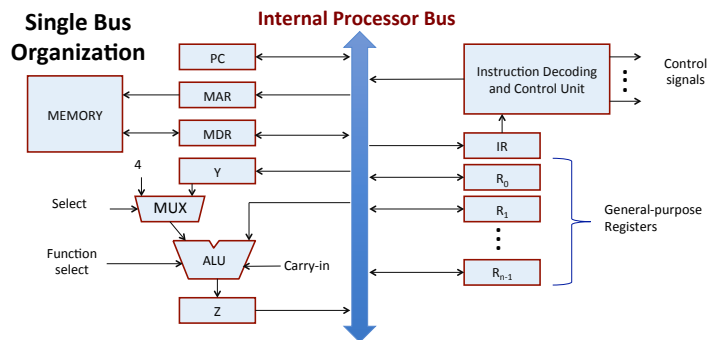 Single Bus
Organization
Internal Processor Bus
PC
MAR
MEMORY
MDR
Y
4
Select
MUX
Function
select
ALU
Carry-in
Z
Instruction Decoding
and Control Unit
Control
signals
IR
R0
R1
General-purpose
Registers
Rn-1